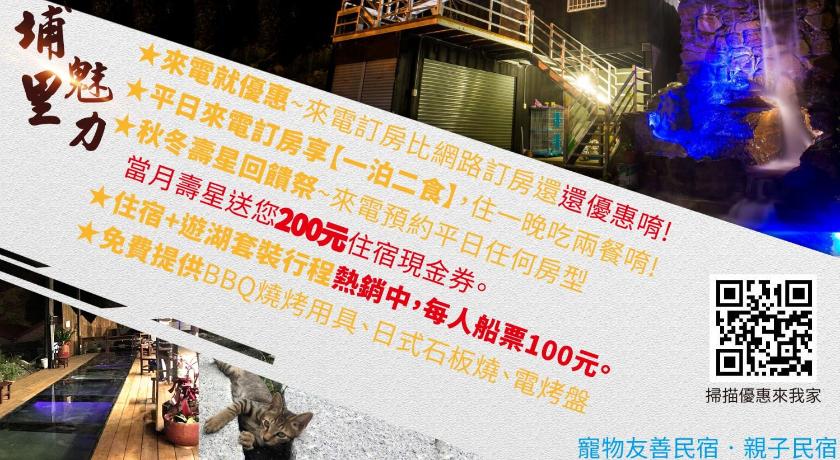 埔里
魅力
★來電就優惠~來電訂房比網路訂房還還優惠唷!
★平日來電訂房享【一泊二食】,住一晚吃兩餐唷!
★秋冬壽星回饋祭~來電預約平日任何房型
當月壽星送您200元住宿現金券。
★住宿+遊湖套裝行程熱銷中,每人船票100元。
★免費提供BBQ燒烤用具、日式石板燒、電烤盤
掃描優惠來我家
寵物友善民宿．親子民宿